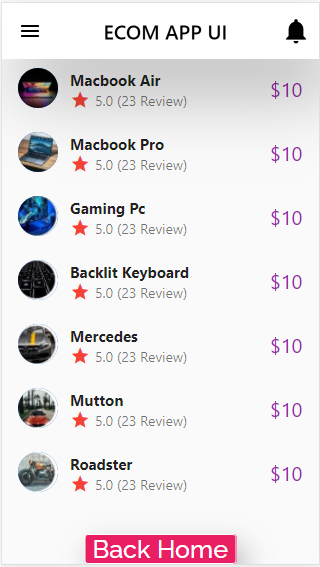 ECOM APP UI
Macbook Air
5.0 (23 Review)
$10
Macbook Pro
5.0 (23 Review)
$10
Gaming Pc
5.0 (23 Review)
$10
Backlit Keyboard
5.0 (23 Review)
$10
Mercedes
5.0 (23 Review)
$10
Mutton
5.0 (23 Review)
$10
Roadster
5.0 (23 Review)
$10
Back Home